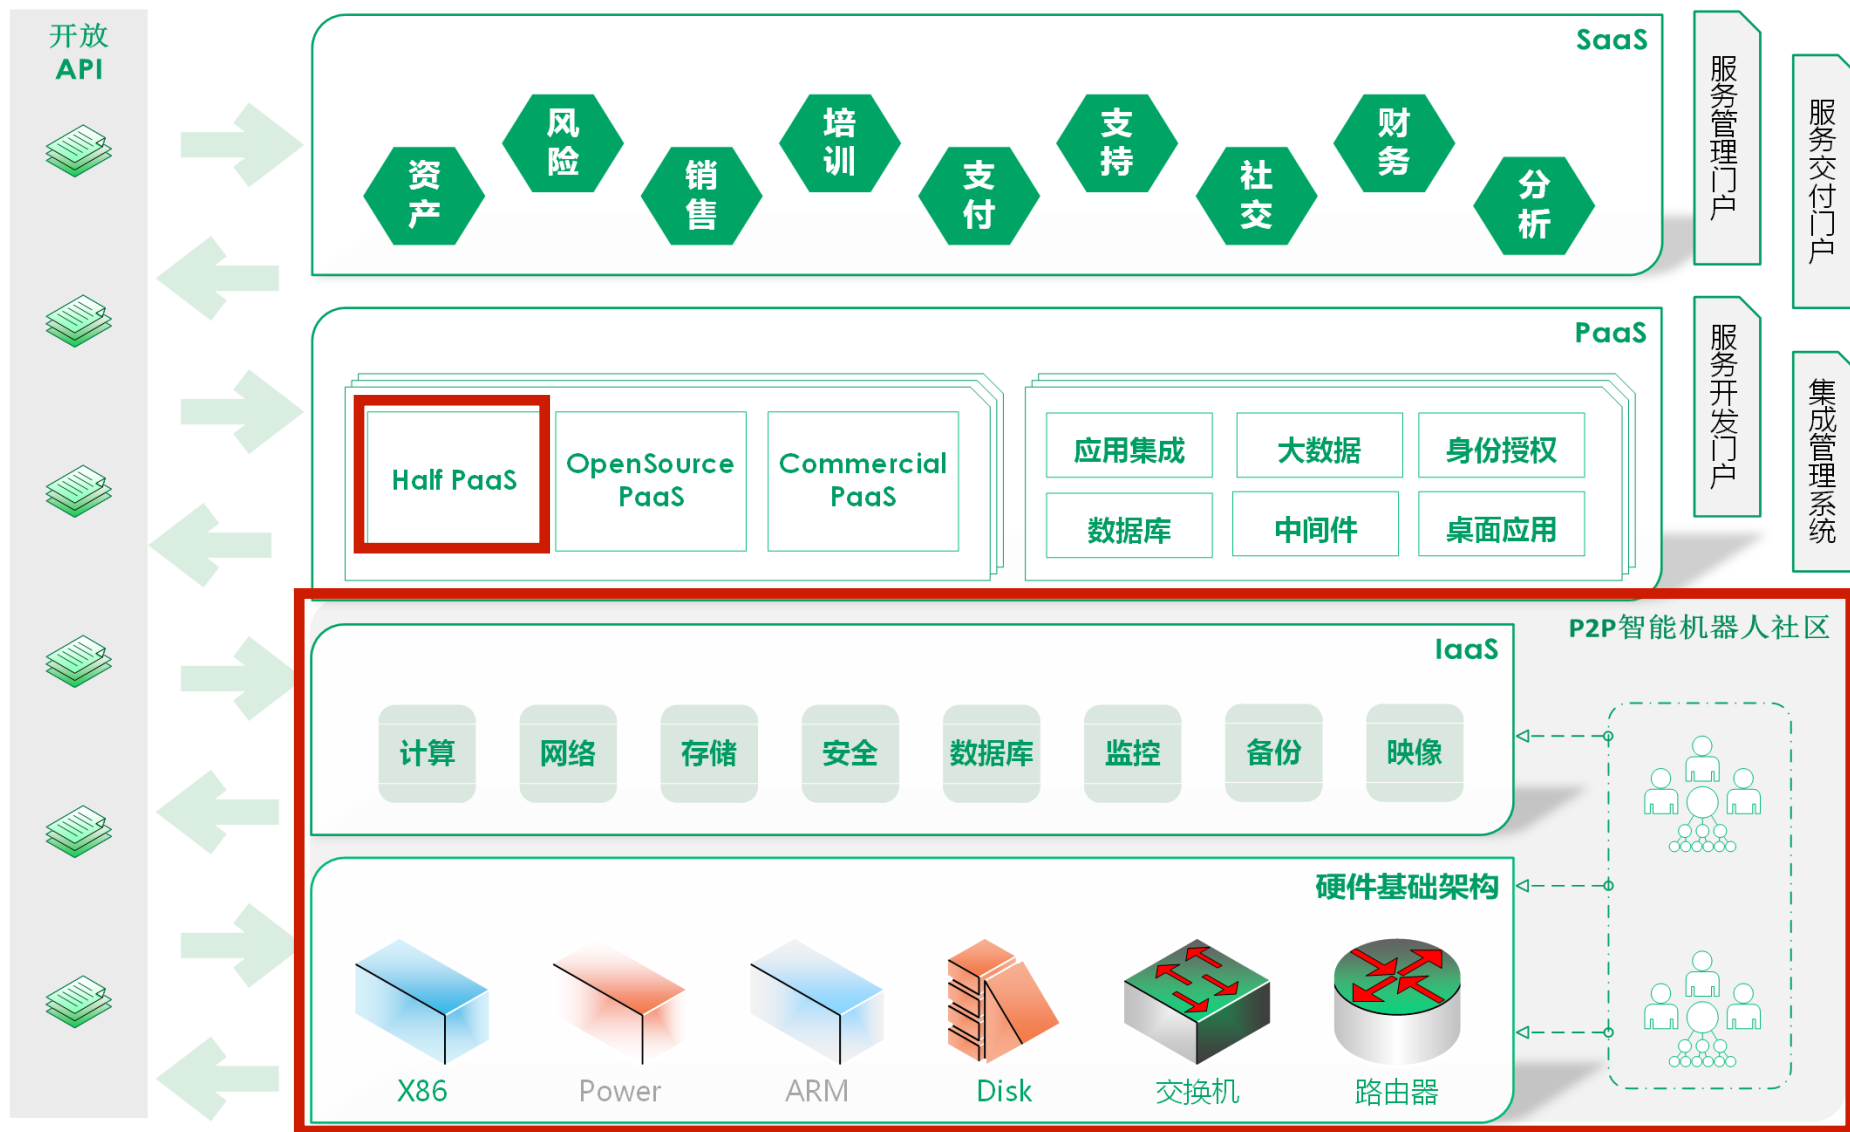 开放
API
SaaS
资产
风险
销售
培训
支付
支持
社交
财务
分析
服务管理门户
服务交付门户
PaaS
Half PaaS
OpenSource
PaaS
Commercial
PaaS
应用集成
大数据
身份授权
数据库
中间件
桌面应用
服务开发门户
集成管理系统
P2P智能机器人社区
IaaS
计算
网络
存储
安全
数据库
监控
备份
映像
硬件基础架构
X86
Power
ARM
Disk
交换机
路由器